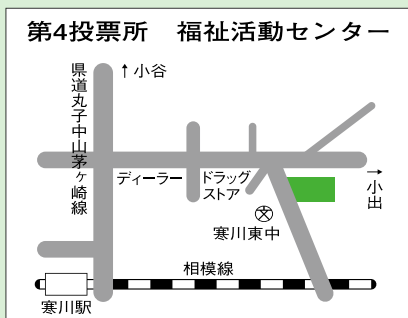 第4投票所　福祉活動センター
県道丸子中山茅ヶ崎線
↑小谷
ディーラー
ドラッグ
ストア
→
小出
寒川東中
相模線
寒川駅